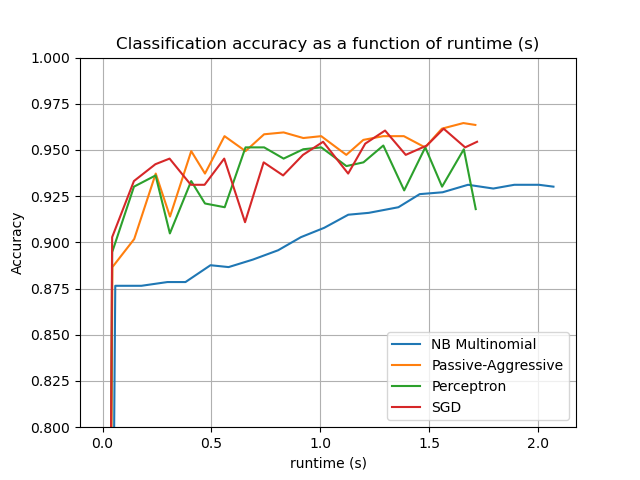 Classification accuracy as a function of runtime (s)
1.000
0.975
0.950
0.925
0.900
0.875
0.850
0.825
0.800
Accuracy
NB Multinomial
Passive-Aggressive
Perceptron
SGD
0.0 0.5 1.0 1.5 2.0
runtime (s)